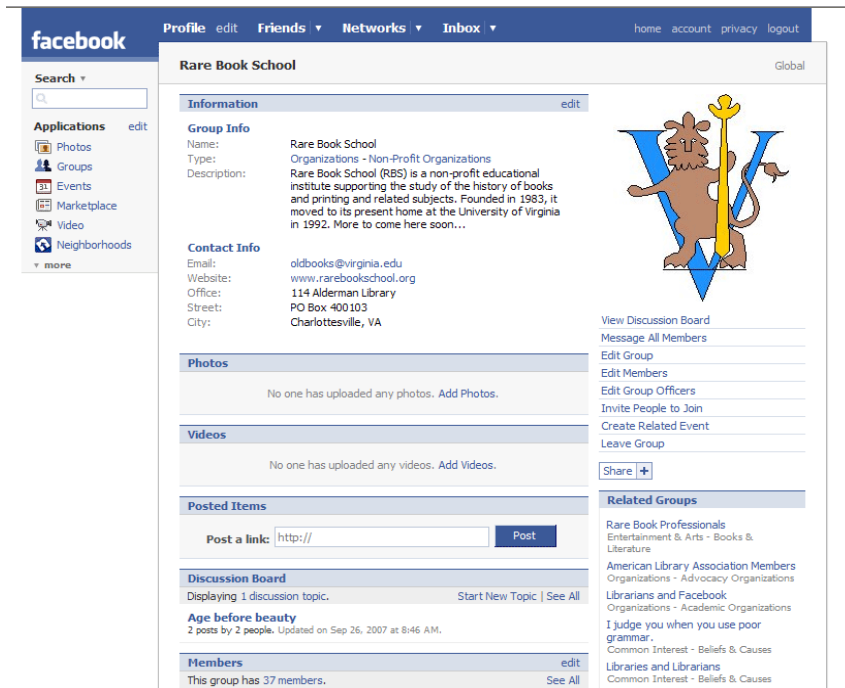 facebook
Profile edit Friends ▾ Networks ▾ Inbox ▾
home account privacy logout
Search ▾
Applications edit
Photos
Groups
31 Events
Marketplace
Video
Neighborhoods
▾ more
Rare Book School
Global
Information edit
Group Info
Name: Rare Book School
Type: Organizations - Non-Profit Organizations
Description: Rare Book School (RBS) is a non-profit educational
institute supporting the study of the history of books
and printing and related subjects. Founded in 1983, it
moved to its present home at the University of Virginia
in 1992. More to come here soon...
Contact Info
Email: oldbooks@virginia.edu
Website: www.rarebookschool.org
Office: 114 Alderman Library
Street: PO Box 400103
City: Charlottesville, VA
Photos
No one has uploaded any photos. Add Photos.
Videos
No one has uploaded any videos. Add Videos.
Posted Items
Post a link: http:// Post
Discussion Board
Displaying 1 discussion topic. Start New Topic | See All
Age before beauty
2 posts by 2 people. Updated on Sep 26, 2007 at 8:46 AM.
Members edit
This group has 37 members. See All
V
View Discussion Board
Message All Members
Edit Group
Edit Members
Edit Group Officers
Invite People to Join
Create Related Event
Leave Group
Share +
Related Groups
Rare Book Professionals
Entertainment & Arts - Books &
Literature
American Library Association Members
Organizations - Advocacy Organizations
Librarians and Facebook
Organizations - Academic Organizations
I judge you when you use poor
grammar.
Common Interest - Beliefs & Causes
Libraries and Librarians
Common Interest - Beliefs & Causes